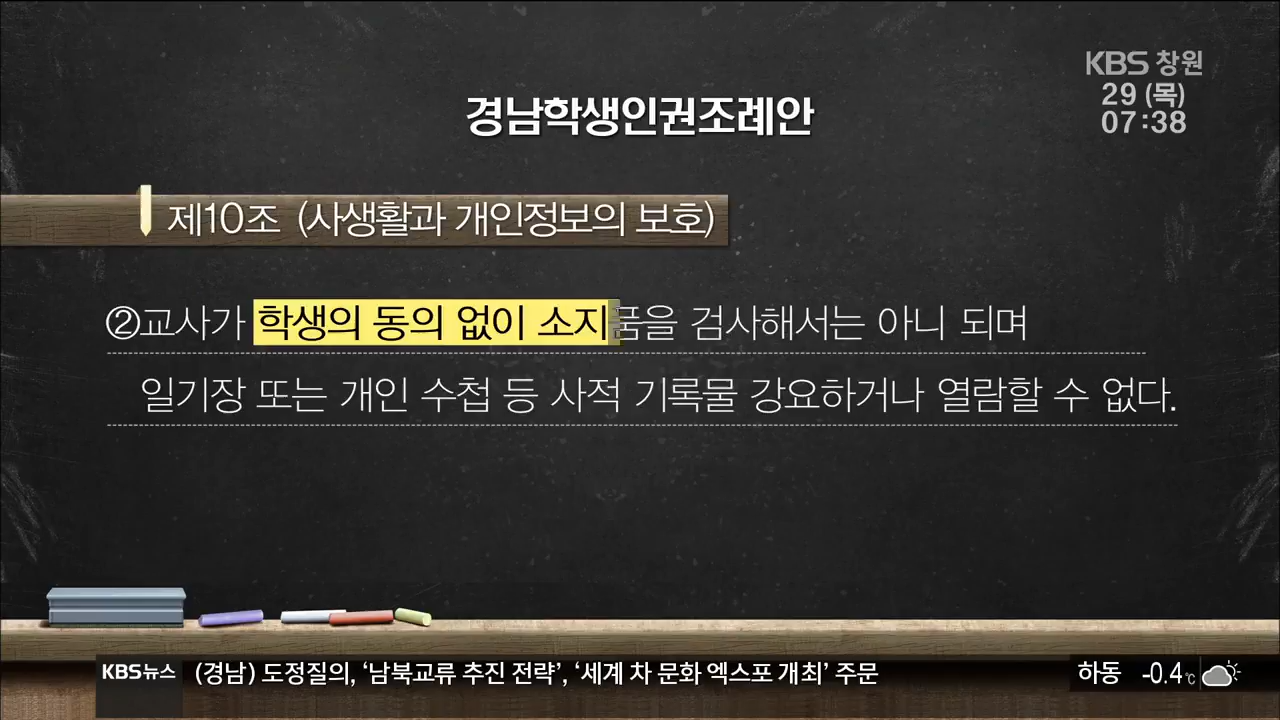 KBS 창원
29 (목)
07:38
경남학생인권조례안
제10조 (사생활과 개인정보의 보호)
②교사가 학생의 동의 없이 소지품을 검사해서는 아니 되며
일기장 또는 개인 수첩 등 사적 기록물 강요하거나 열람할 수 없다.
KBS뉴스 (경남) 도정질의, ‘남북교류 추진 전략’, ‘세계 차 문화 엑스포 개최’ 주문 하동 -0.4℃